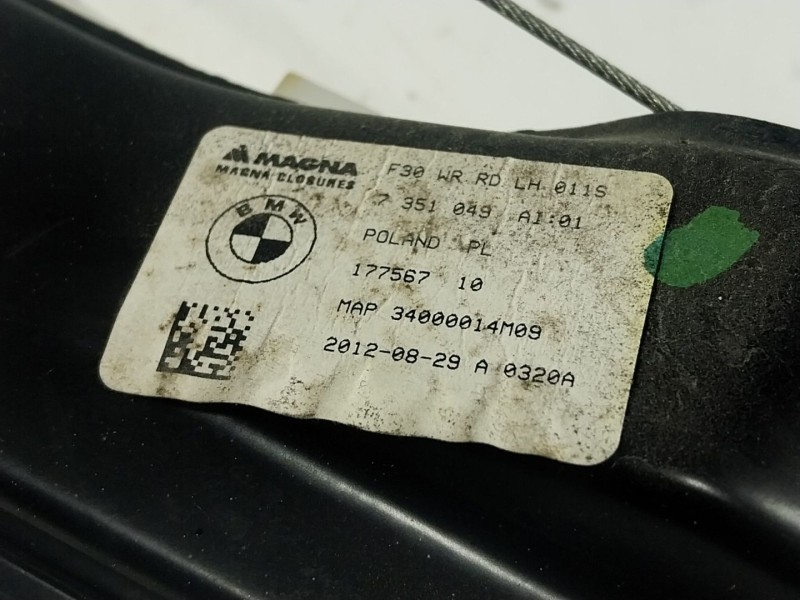 MAGNA
MAGNA CLOSURES
BMW
F30 WR RD LH 011S
7 351 049 A1:01
POLAND PL
177567 10
MAP 34000014M09
2012-08-29 A 0320A